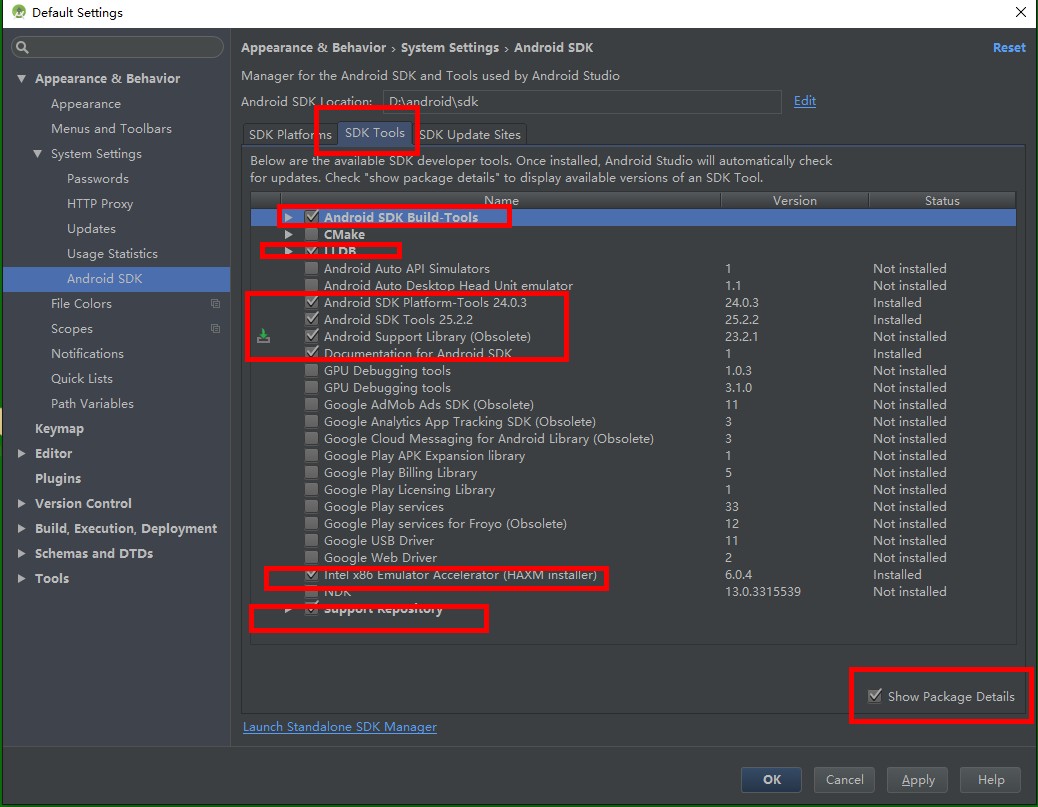 Default Settings
Appearance & Behavior › System Settings › Android SDK
Reset
Manager for the Android SDK and Tools used by Android Studio
Android SDK Location: D:\android\sdk Edit
Appearance & Behavior
Appearance
Menus and Toolbars
System Settings
Passwords
HTTP Proxy
Updates
Usage Statistics
Android SDK
File Colors
Scopes
Notifications
Quick Lists
Path Variables
Keymap
Editor
Plugins
Version Control
Build, Execution, Deployment
Schemas and DTDs
Tools
SDK Platforms SDK Tools SDK Update Sites
Below are the available SDK developer tools. Once installed, Android Studio will automatically check
for updates. Check "show package details" to display available versions of an SDK Tool.
Name Version Status
Android SDK Build-Tools
CMake
LLDB
Android Auto API Simulators 1 Not installed
Android Auto Desktop Head Unit emulator 1.1 Not installed
Android SDK Platform-Tools 24.0.3 24.0.3 Installed
Android SDK Tools 25.2.2 25.2.2 Installed
Android Support Library (Obsolete) 23.2.1 Not installed
Documentation for Android SDK 1 Installed
GPU Debugging tools 1.0.3 Not installed
GPU Debugging tools 3.1.0 Not installed
Google AdMob Ads SDK (Obsolete) 11 Not installed
Google Analytics App Tracking SDK (Obsolete) 3 Not installed
Google Cloud Messaging for Android Library (Obsolete) 3 Not installed
Google Play APK Expansion library 1 Not installed
Google Play Billing Library 5 Not installed
Google Play Licensing Library 1 Not installed
Google Play services 33 Not installed
Google Play services for Froyo (Obsolete) 12 Not installed
Google USB Driver 11 Not installed
Google Web Driver 2 Not installed
Intel x86 Emulator Accelerator (HAXM installer) 6.0.4 Installed
NDK 13.0.3315539 Not installed
Support Repository
Show Package Details
Launch Standalone SDK Manager
OK Cancel Apply Help